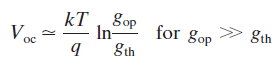 V_oc ≃ kT/q ln g_op/g_th for g_op ≫ g_th